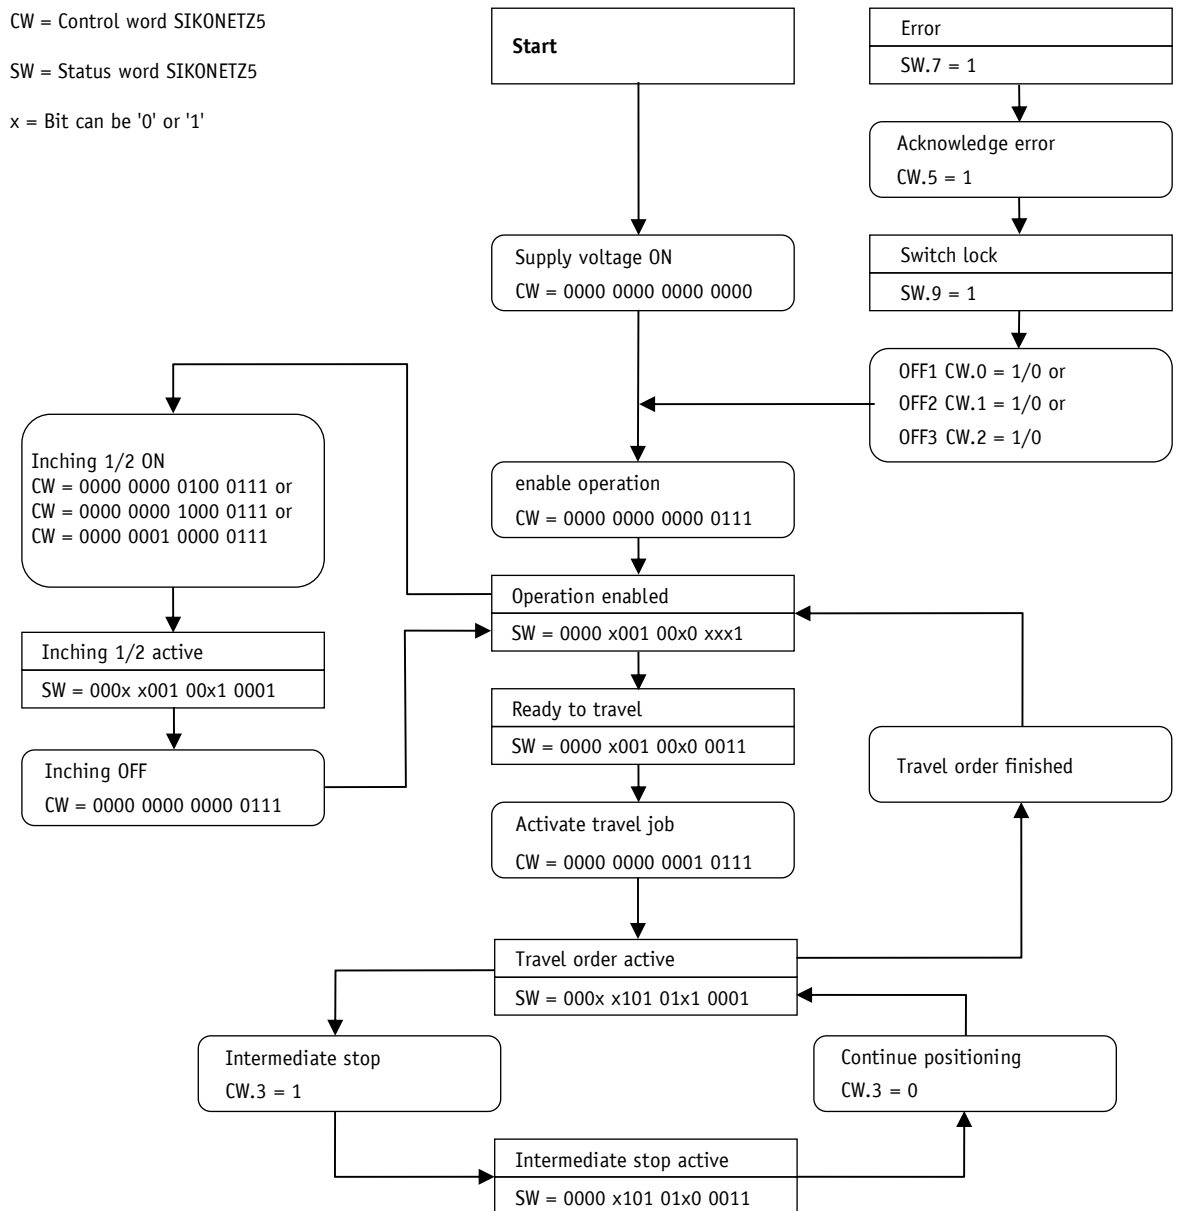 CW = Control word SIKONETZ5
SW = Status word SIKONETZ5
x = Bit can be '0' or '1'
Start
Error
SW.7 = 1
Acknowledge error
CW.5 = 1
Supply voltage ON
CW = 0000 0000 0000 0000
Switch lock
SW.9 = 1
OFF1 CW.0 = 1/0 or
OFF2 CW.1 = 1/0 or
OFF3 CW.2 = 1/0
Inching 1/2 ON
CW = 0000 0000 0100 0111 or
CW = 0000 0000 1000 0111 or
CW = 0000 0001 0000 0111
enable operation
CW = 0000 0000 0000 0111
Operation enabled
SW = 0000 x001 00x0 xxx1
Inching 1/2 active
SW = 000x x001 00x1 0001
Ready to travel
SW = 0000 x001 00x0 0011
Inching OFF
CW = 0000 0000 0000 0111
Travel order finished
Activate travel job
CW = 0000 0000 0001 0111
Travel order active
SW = 000x x101 01x1 0001
Intermediate stop
CW.3 = 1
Continue positioning
CW.3 = 0
Intermediate stop active
SW = 0000 x101 01x0 0011